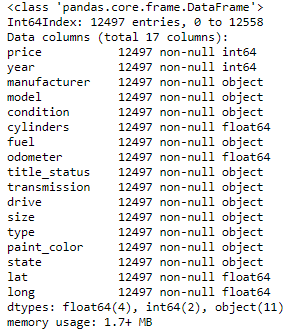 <class 'pandas.core.frame.DataFrame'>
Int64Index: 12497 entries, 0 to 12558
Data columns (total 17 columns):
price           12497 non-null int64
year            12497 non-null int64
manufacturer    12497 non-null object
model           12497 non-null object
condition       12497 non-null object
cylinders       12497 non-null float64
fuel            12497 non-null object
odometer        12497 non-null float64
title_status    12497 non-null object
transmission    12497 non-null object
drive           12497 non-null object
size            12497 non-null object
type            12497 non-null object
paint_color     12497 non-null object
state           12497 non-null object
lat             12497 non-null float64
long            12497 non-null float64
dtypes: float64(4), int64(2), object(11)
memory usage: 1.7+ MB